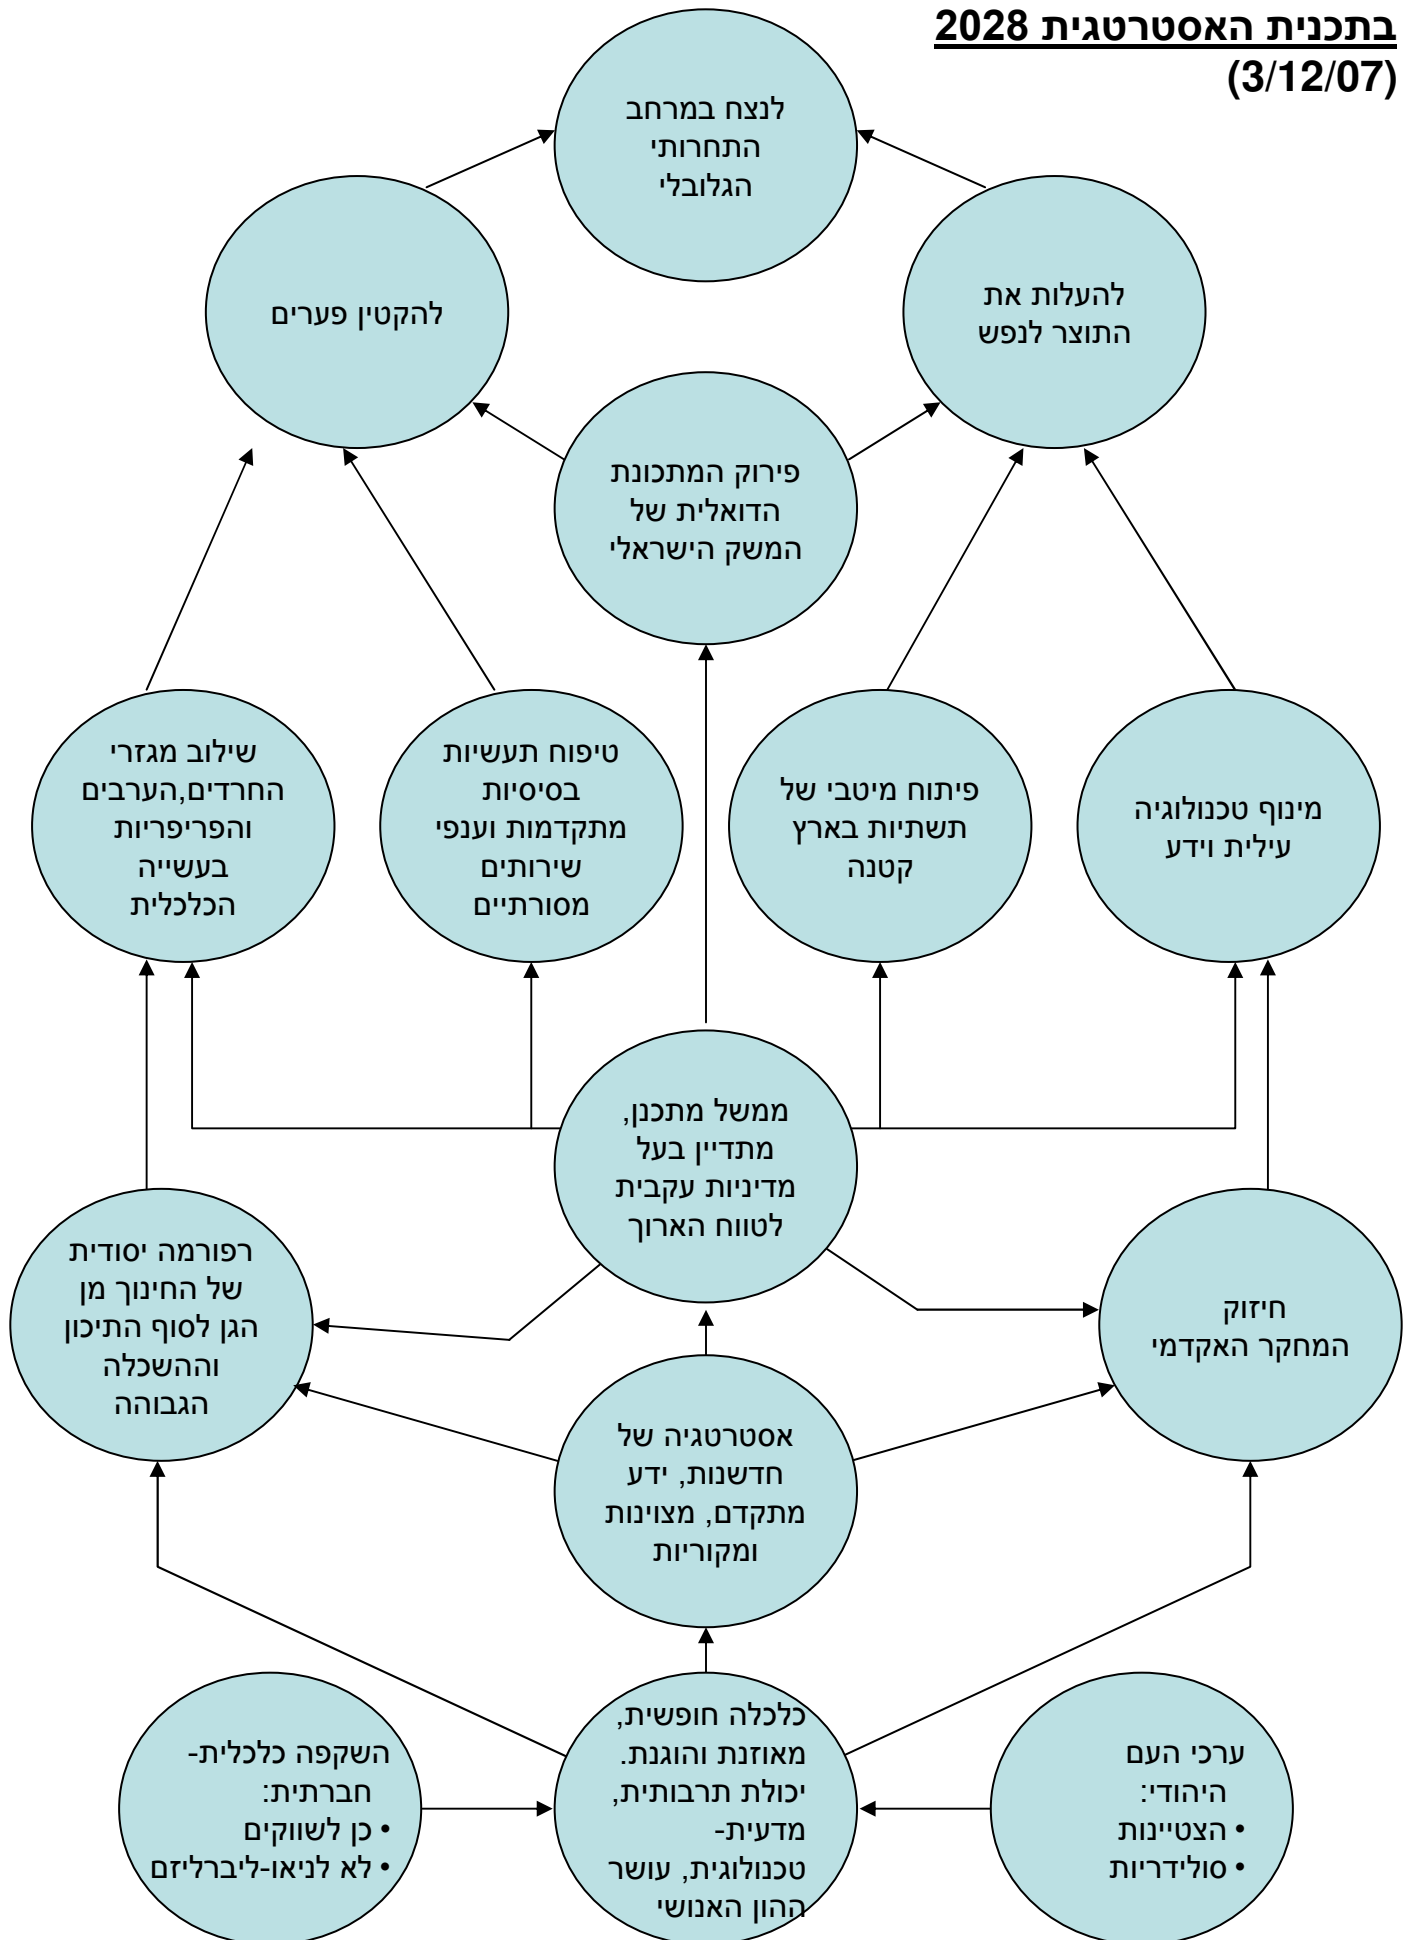 בתכנית האסטרטגית 2028
(3/12/07)
לנצח במרחב
התחרותי
הגלובלי
להעלות את
התוצר לנפש
להקטין פערים
פירוק המתכונת
הדואלית של
המשק הישראלי
מינוף טכנולוגיה
עילית וידע
פיתוח מיטבי של
תשתיות בארץ
קטנה
טיפוח תעשיות
בסיסיות
מתקדמות וענפי
שירותים
מסורתיים
שילוב מגזרי
החרדים,הערבים
והפריפריות
בעשייה
הכלכלית
ממשל מתכנן,
מתדיין בעל
מדיניות עקבית
לטווח הארוך
חיזוק
המחקר האקדמי
רפורמה יסודית
של החינוך מן
הגן לסוף התיכון
וההשכלה
הגבוהה
אסטרטגיה של
חדשנות, ידע
מתקדם, מצוינות
ומקוריות
ערכי העם
היהודי:
• הצטיינות
• סולידריות
כלכלה חופשית,
מאוזנת והוגנת.
יכולת תרבותית,
מדעית-
טכנולוגית, עושר
ההון האנושי
השקפה כלכלית-
חברתית:
• כן לשווקים
• לא לניאו-ליברליזם